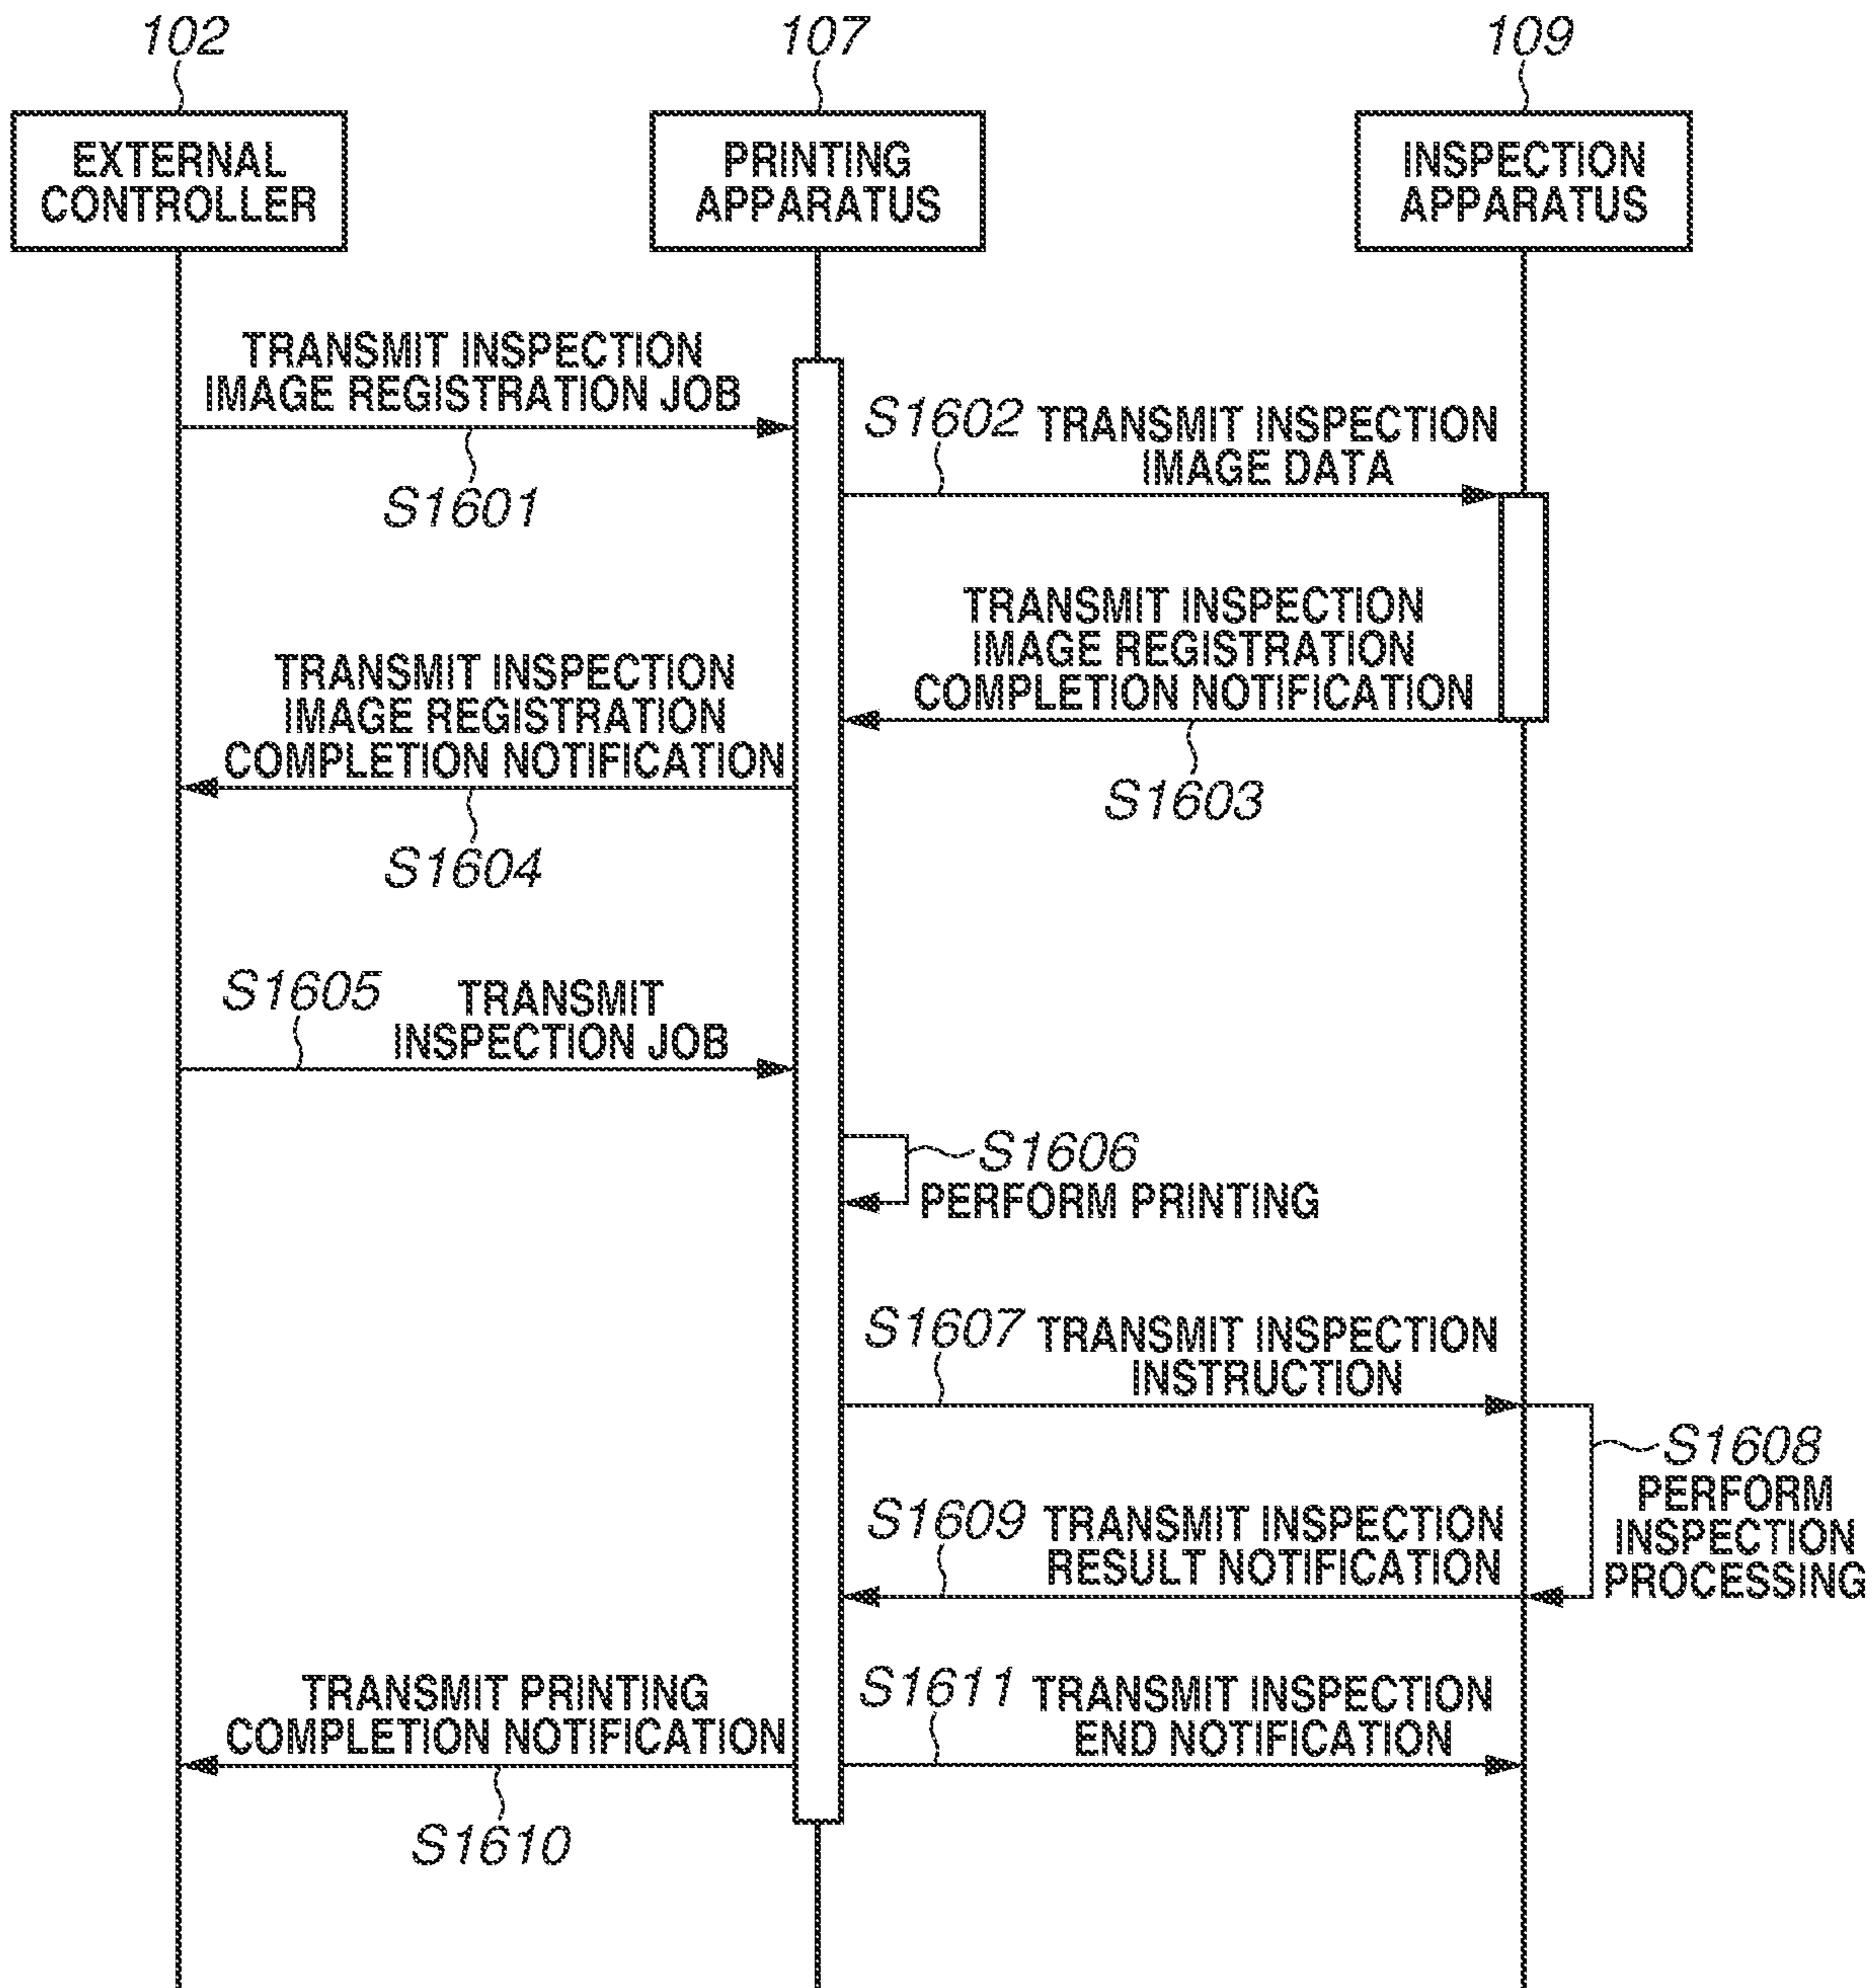 102
107
109
EXTERNAL
CONTROLLER
PRINTING
APPARATUS
INSPECTION
APPARATUS
TRANSMIT INSPECTION
IMAGE REGISTRATION JOB
S1601
S1602
TRANSMIT INSPECTION
IMAGE DATA
TRANSMIT INSPECTION
IMAGE REGISTRATION
COMPLETION NOTIFICATION
S1603
TRANSMIT INSPECTION
IMAGE REGISTRATION
COMPLETION NOTIFICATION
S1604
S1605
TRANSMIT
INSPECTION JOB
S1606
PERFORM PRINTING
S1607
TRANSMIT INSPECTION
INSTRUCTION
S1608
PERFORM
INSPECTION
PROCESSING
S1609
TRANSMIT INSPECTION
RESULT NOTIFICATION
TRANSMIT PRINTING
COMPLETION NOTIFICATION
S1610
S1611
TRANSMIT INSPECTION
END NOTIFICATION